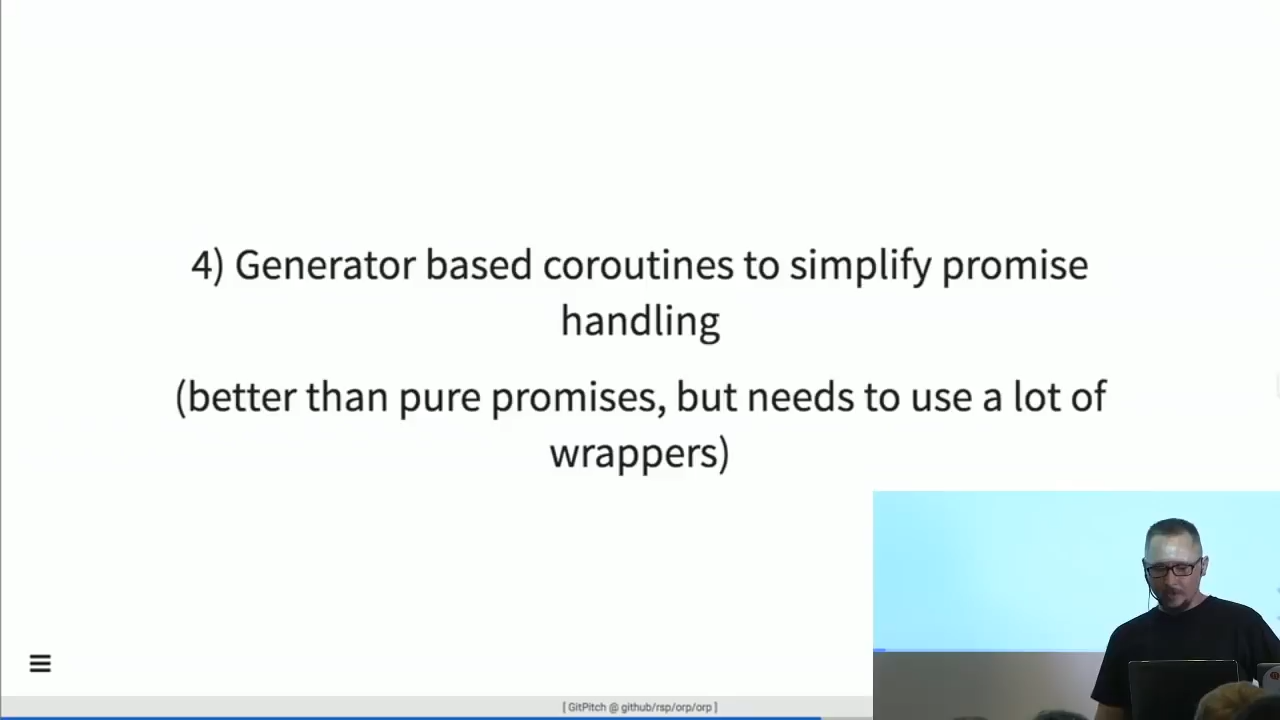 4) Generator based coroutines to simplify promise
handling
(better than pure promises, but needs to use a lot of
wrappers)
[ GitPitch @ github/rsp/orp/orp ]